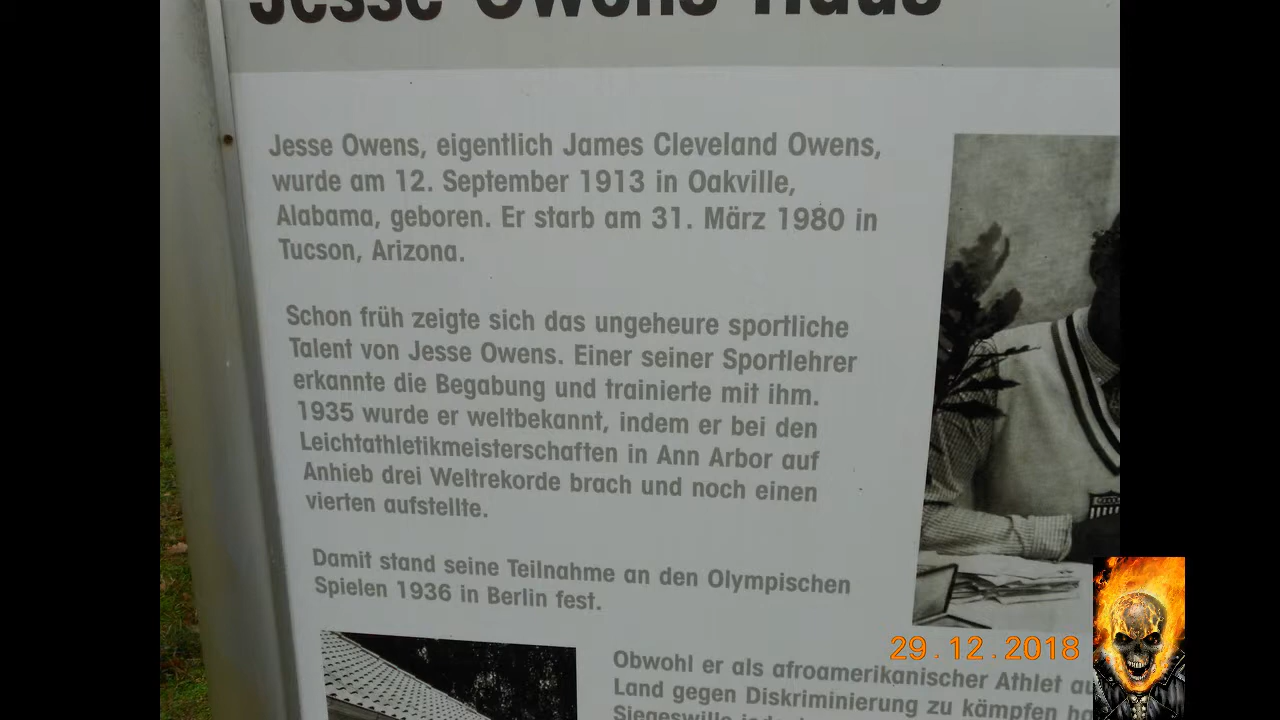 Jesse Owens Haus
Jesse Owens, eigentlich James Cleveland Owens,
wurde am 12. September 1913 in Oakville,
Alabama, geboren. Er starb am 31. März 1980 in
Tucson, Arizona.
Schon früh zeigte sich das ungeheure sportliche
Talent von Jesse Owens. Einer seiner Sportlehrer
erkannte die Begabung und trainierte mit ihm.
1935 wurde er weltbekannt, indem er bei den
Leichtathletikmeisterschaften in Ann Arbor auf
Anhieb drei Weltrekorde brach und noch einen
vierten aufstellte.
Damit stand seine Teilnahme an den Olympischen
Spielen 1936 in Berlin fest.
Obwohl er als afroamerikanischer Athlet
Land gegen Diskriminierung zu kämpfen
Siegeswille
29.12.2018